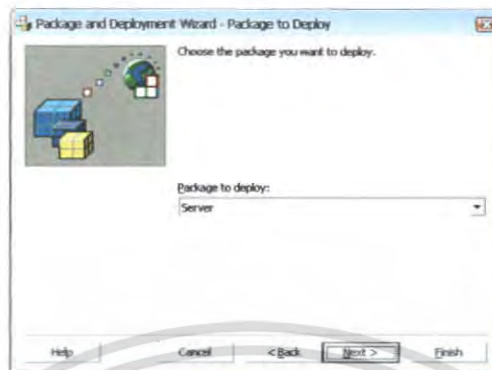 Package and Deployment Wizard - Package to Deploy
Choose the package you want to deploy.
Package to deploy:
Server
Help Cancel < Back Next > Finish